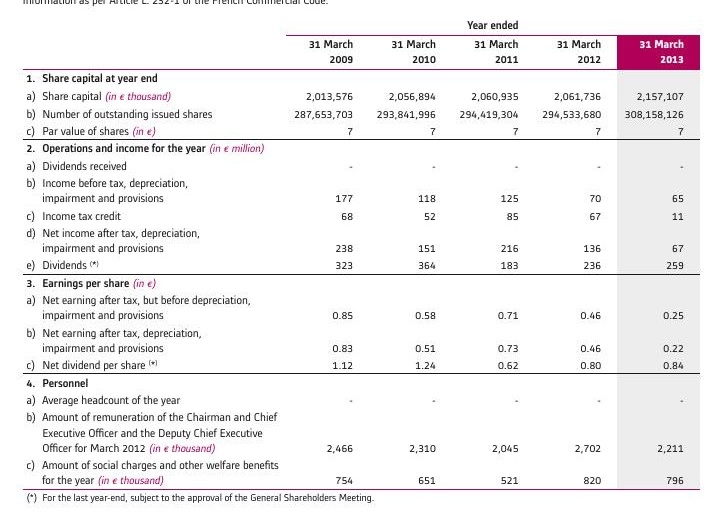 information as per Article L. 232-1 of the French Commercial Code.
Year ended
31 March 31 March 31 March 31 March 31 March
2009 2010 2011 2012 2013
1. Share capital at year end
a) Share capital (in € thousand) 2,013,576 2,056,894 2,060,935 2,061,736 2,157,107
b) Number of outstanding issued shares 287,653,703 293,841,996 294,419,304 294,533,680 308,158,126
c) Par value of shares (in €) 7 7 7 7 7
2. Operations and income for the year (in € million)
a) Dividends received - - - - -
b) Income before tax, depreciation,
impairment and provisions 177 118 125 70 65
c) Income tax credit 68 52 85 67 11
d) Net income after tax, depreciation,
impairment and provisions 238 151 216 136 67
e) Dividends (*) 323 364 183 236 259
3. Earnings per share (in €)
a) Net earning after tax, but before depreciation,
impairment and provisions 0.85 0.58 0.71 0.46 0.25
b) Net earning after tax, depreciation,
impairment and provisions 0.83 0.51 0.73 0.46 0.22
c) Net dividend per share (*) 1.12 1.24 0.62 0.80 0.84
4. Personnel
a) Average headcount of the year - - - - -
b) Amount of remuneration of the Chairman and Chief
Executive Officer and the Deputy Chief Executive
Officer for March 2012 (in € thousand) 2,466 2,310 2,045 2,702 2,211
c) Amount of social charges and other welfare benefits
for the year (in € thousand) 754 651 521 820 796
(*) For the last year-end, subject to the approval of the General Shareholders Meeting.